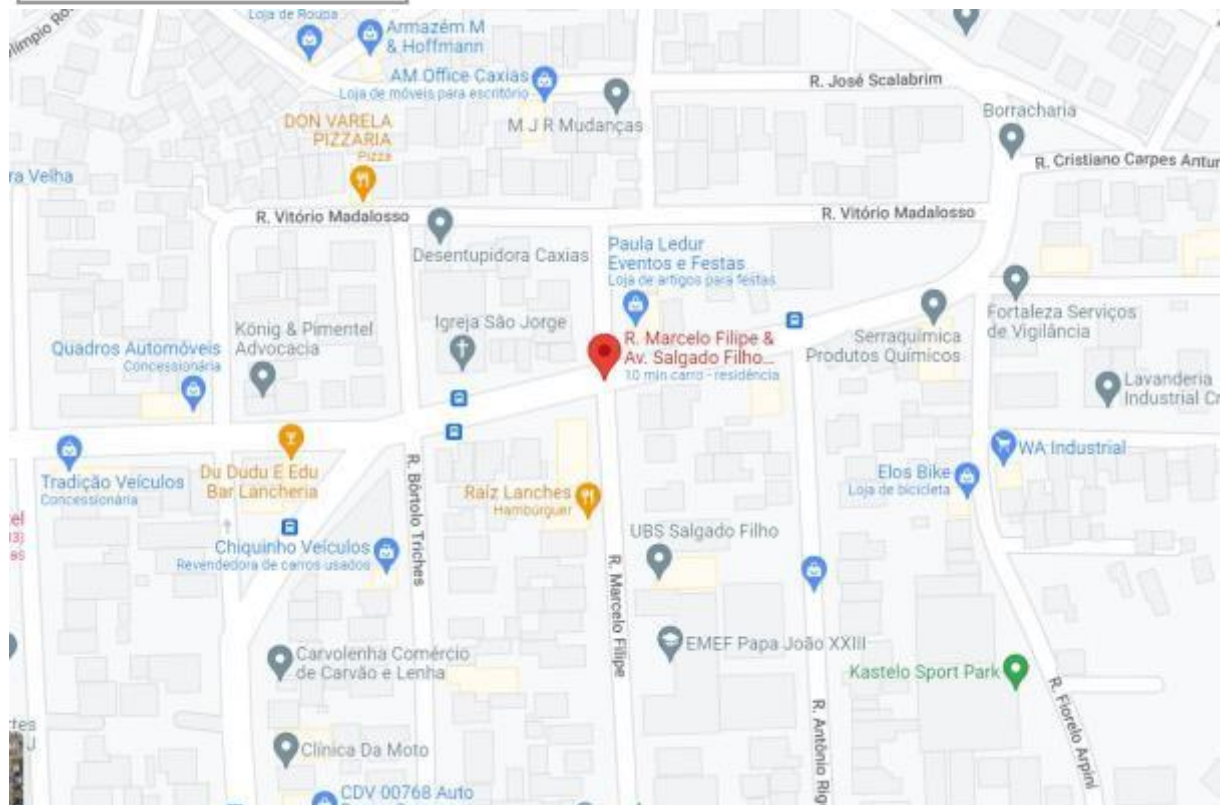 Loja de Roupa
Armazém M
& Hoffmann
AM Office Caxias
Loja de móveis para escritório
R. José Scalabrim
M J R Mudanças
Borracharia
DON VARELA
PIZZARIA
Pizza
R. Cristiano Carpes Antur
ra Velha
R. Vitório Madalosso
R. Vitório Madalosso
Desentupidora Caxias
Paula Ledur
Eventos e Festas
Loja de artigos para festas
Fortaleza Serviços
de Vigilância
Igreja São Jorge
König & Pimentel
Advocacia
R. Marcelo Filipe &
Av. Salgado Filho...
10 min carro - residência
Serraquimica
Produtos Químicos
Quadros Automóveis
Concessionária
Lavanderia
Industrial Cr
WA Industrial
Tradição Veículos
Concessionária
Du Dudu E Edu
Bar Lancheria
R. Bôrtolo Triches
Raíz Lanches
Hambúrguer
Elos Bike
Loja de bicicleta
UBS Salgado Filho
Chiquinho Veículos
Revendedora de carros usados
R. Marcelo Filipe
EMEF Papa João XXIII
Carvolenha Comércio
de Carvão e Lenha
Kastelo Sport Park
R. Fiorelo Arpini
R. Antônio Rig
Clínica Da Moto
CDV 00768 Auto